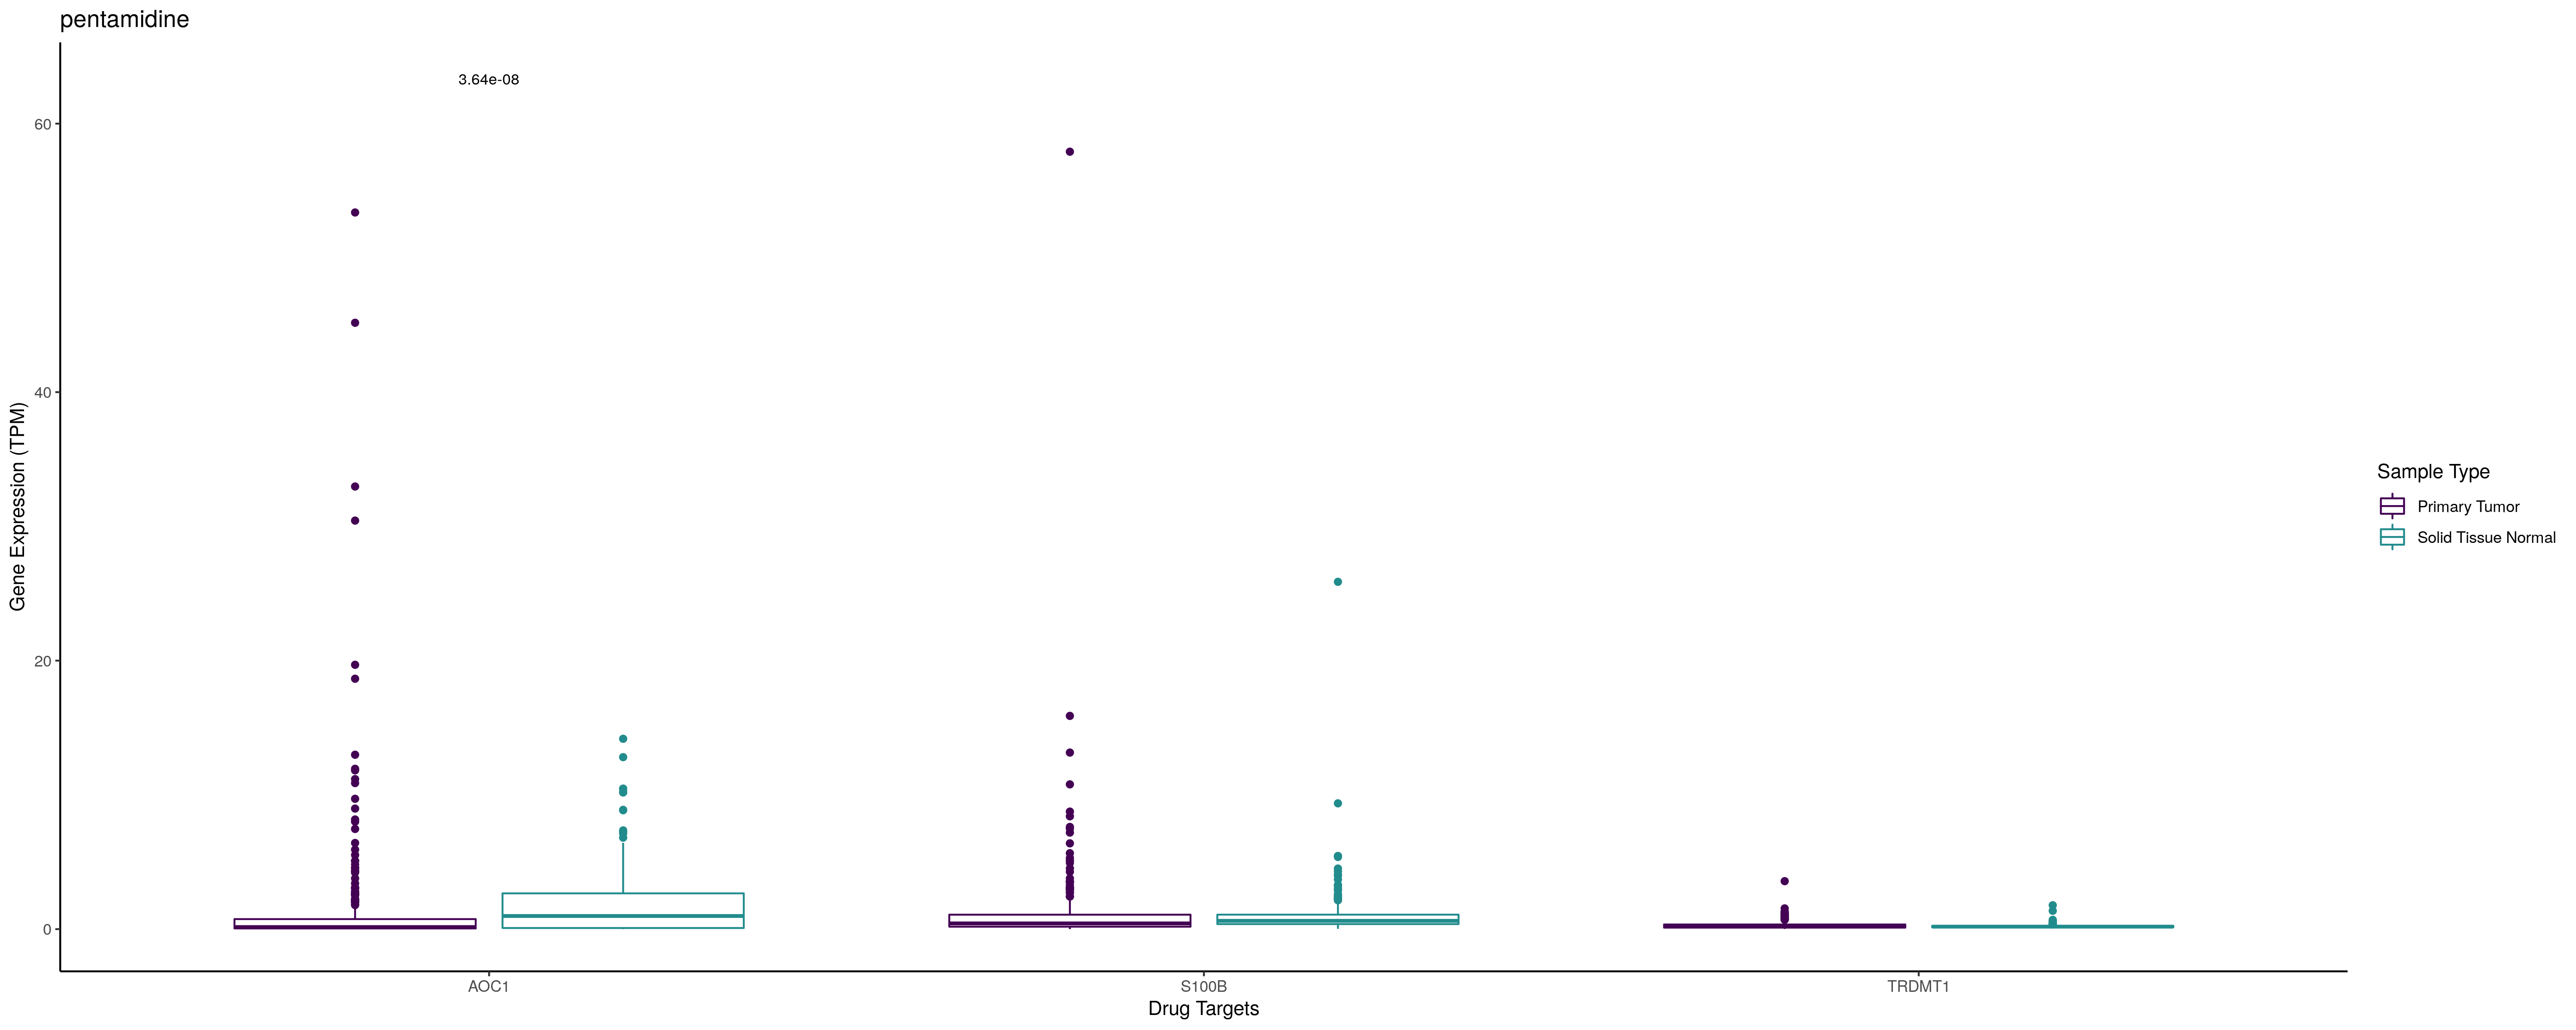 pentamidine
3.64e-08
60
40
20
0
Gene Expression (TPM)
AOC1
S100B
TRDMT1
Drug Targets
Sample Type
Primary Tumor
Solid Tissue Normal